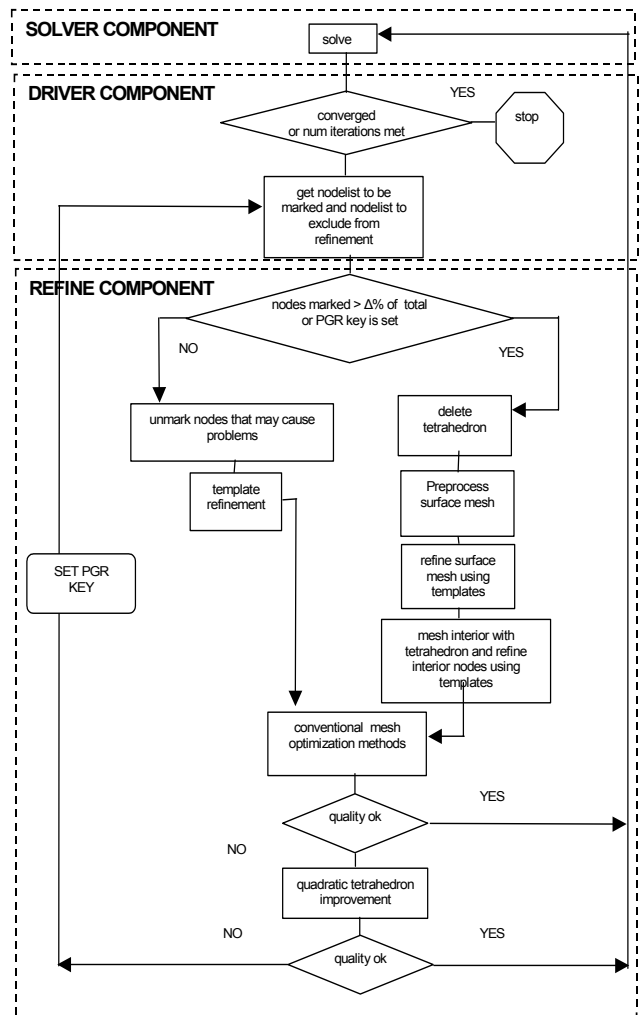 SOLVER COMPONENT
solve
DRIVER COMPONENT
YES
converged
or num iterations met
stop
get nodelist to be
marked and nodelist to
exclude from
refinement
REFINE COMPONENT
nodes marked > Δ% of total
or PGR key is set
NO
YES
unmark nodes that may cause
problems
delete
tetrahedron
template
refinement
Preprocess
surface mesh
SET PGR
KEY
refine surface
mesh using
templates
mesh interior with
tetrahedron and refine
interior nodes using
templates
conventional mesh
optimization methods
quality ok
YES
NO
quadratic tetrahedron
improvement
NO
YES
quality ok